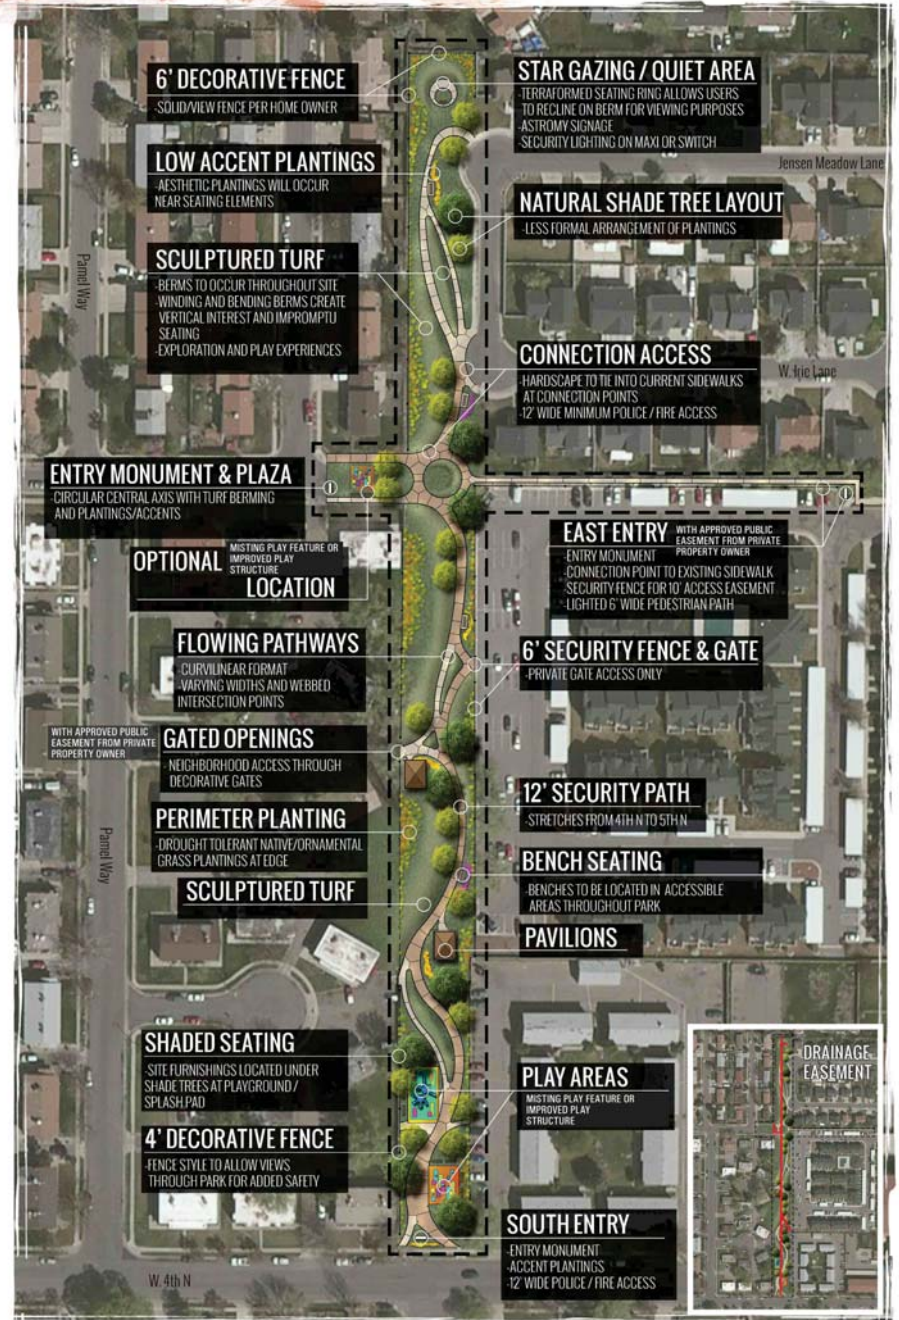 6' DECORATIVE FENCE
-SOLID/VIEW FENCE PER HOME OWNER
STAR GAZING / QUIET AREA
-TERRAFORMED SEATING RING ALLOWS USERS
TO RECLINE ON BERM FOR VIEWING PURPOSES
-ASTROMY SIGNAGE
-SECURITY LIGHTING ON MAXI OR SWITCH
Jensen Meadow Lane
LOW ACCENT PLANTINGS
-AESTHETIC PLANTINGS WILL OCCUR
NEAR SEATING ELEMENTS
NATURAL SHADE TREE LAYOUT
-LESS FORMAL ARRANGEMENT OF PLANTINGS
Pamel Way
SCULPTURED TURF
-BERMS TO OCCUR THROUGHOUT SITE
-WINDING AND BENDING BERMS CREATE
VERTICAL INTEREST AND IMPROMPTU
SEATING
-EXPLORATION AND PLAY EXPERIENCES
CONNECTION ACCESS
-HARDSCAPE TO TIE INTO CURRENT SIDEWALKS
AT CONNECTION POINTS
-12' WIDE MINIMUM POLICE / FIRE ACCESS
W. Irie Lane
ENTRY MONUMENT & PLAZA
-CIRCULAR CENTRAL AXIS WITH TURF BERMING
AND PLANTINGS/ACCENTS
OPTIONAL
MISTING PLAY FEATURE OR
IMPROVED PLAY
STRUCTURE
LOCATION
EAST ENTRY
WITH APPROVED PUBLIC
EASEMENT FROM PRIVATE
PROPERTY OWNER
-ENTRY MONUMENT
-CONNECTION POINT TO EXISTING SIDEWALK
-SECURITY FENCE FOR 10' ACCESS EASEMENT
-LIGHTED 6' WIDE PEDESTRIAN PATH
FLOWING PATHWAYS
-CURVILINEAR FORMAT
-VARYING WIDTHS AND WEBBED
INTERSECTION POINTS
6' SECURITY FENCE & GATE
-PRIVATE GATE ACCESS ONLY
WITH APPROVED PUBLIC
EASEMENT FROM PRIVATE
PROPERTY OWNER
GATED OPENINGS
- NEIGHBORHOOD ACCESS THROUGH
DECORATIVE GATES
12' SECURITY PATH
-STRETCHES FROM 4TH N TO 5TH N
PERIMETER PLANTING
-DROUGHT TOLERANT NATIVE/ORNAMENTAL
GRASS PLANTINGS AT EDGE
Pamel Way
BENCH SEATING
-BENCHES TO BE LOCATED IN ACCESSIBLE
AREAS THROUGHOUT PARK
SCULPTURED TURF
PAVILIONS
SHADED SEATING
-SITE FURNISHINGS LOCATED UNDER
SHADE TREES AT PLAYGROUND /
SPLASH PAD
PLAY AREAS
MISTING PLAY FEATURE OR
IMPROVED PLAY
STRUCTURE
DRAINAGE
EASEMENT
4' DECORATIVE FENCE
-FENCE STYLE TO ALLOW VIEWS
THROUGH PARK FOR ADDED SAFETY
SOUTH ENTRY
-ENTRY MONUMENT
-ACCENT PLANTINGS
-12' WIDE POLICE / FIRE ACCESS
W. 4th N